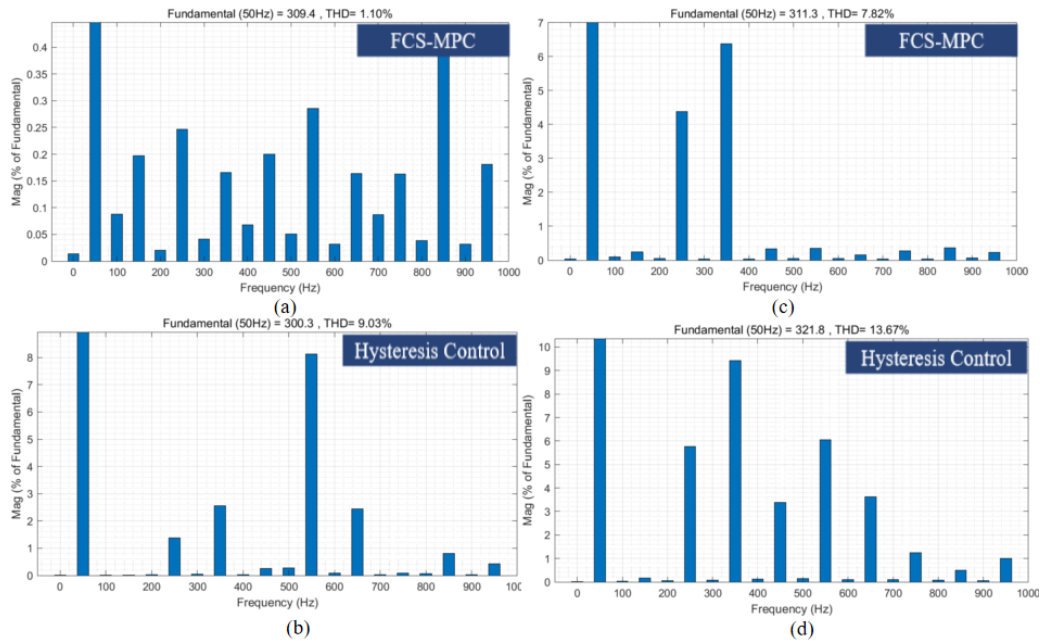 Fundamental (50Hz) = 309.4 , THD= 1.10%
FCS-MPC
Mag (% of Fundamental)
0.4
0.35
0.3
0.25
0.2
0.15
0.1
0.05
0
0 100 200 300 400 500 600 700 800 900 1000
Frequency (Hz)
(a)
Fundamental (50Hz) = 311.3 , THD= 7.82%
FCS-MPC
Mag (% of Fundamental)
7
6
5
4
3
2
1
0
0 100 200 300 400 500 600 700 800 900 1000
Frequency (Hz)
(c)
Fundamental (50Hz) = 300.3 , THD= 9.03%
Hysteresis Control
Mag (% of Fundamental)
8
7
6
5
4
3
2
1
0
0 100 200 300 400 500 600 700 800 900 1000
Frequency (Hz)
(b)
Fundamental (50Hz) = 321.8 , THD= 13.67%
Hysteresis Control
Mag (% of Fundamental)
10
9
8
7
6
5
4
3
2
1
0
0 100 200 300 400 500 600 700 800 900 1000
Frequency (Hz)
(d)